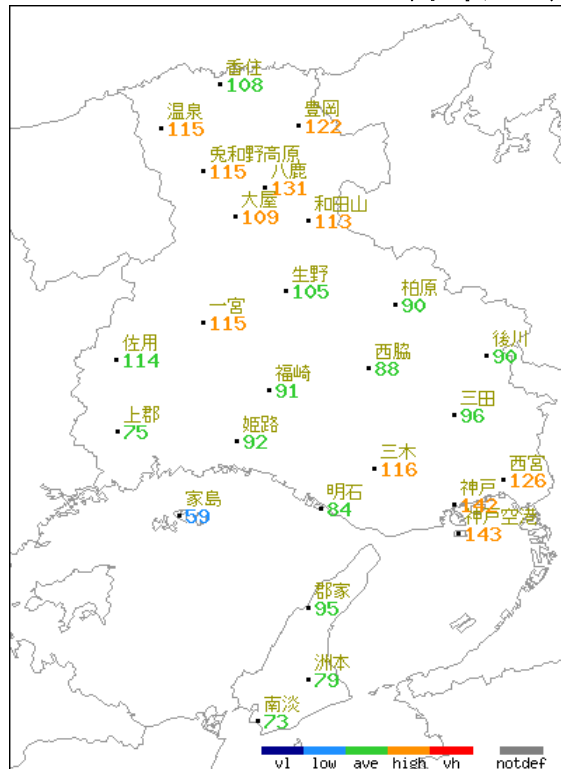 香住
108
温泉
115
豊岡
122
兎和野高原
115
八鹿
131
大屋
109
和田山
113
生野
105
柏原
90
一宮
115
佐用
114
西脇
88
後川
90
福崎
91
三田
96
上郡
75
姫路
92
三木
116
西宮
126
神戸
142
家島
59
明石
84
神戸空港
143
郡家
95
洲本
79
南淡
73
vl low ave high vh notdef